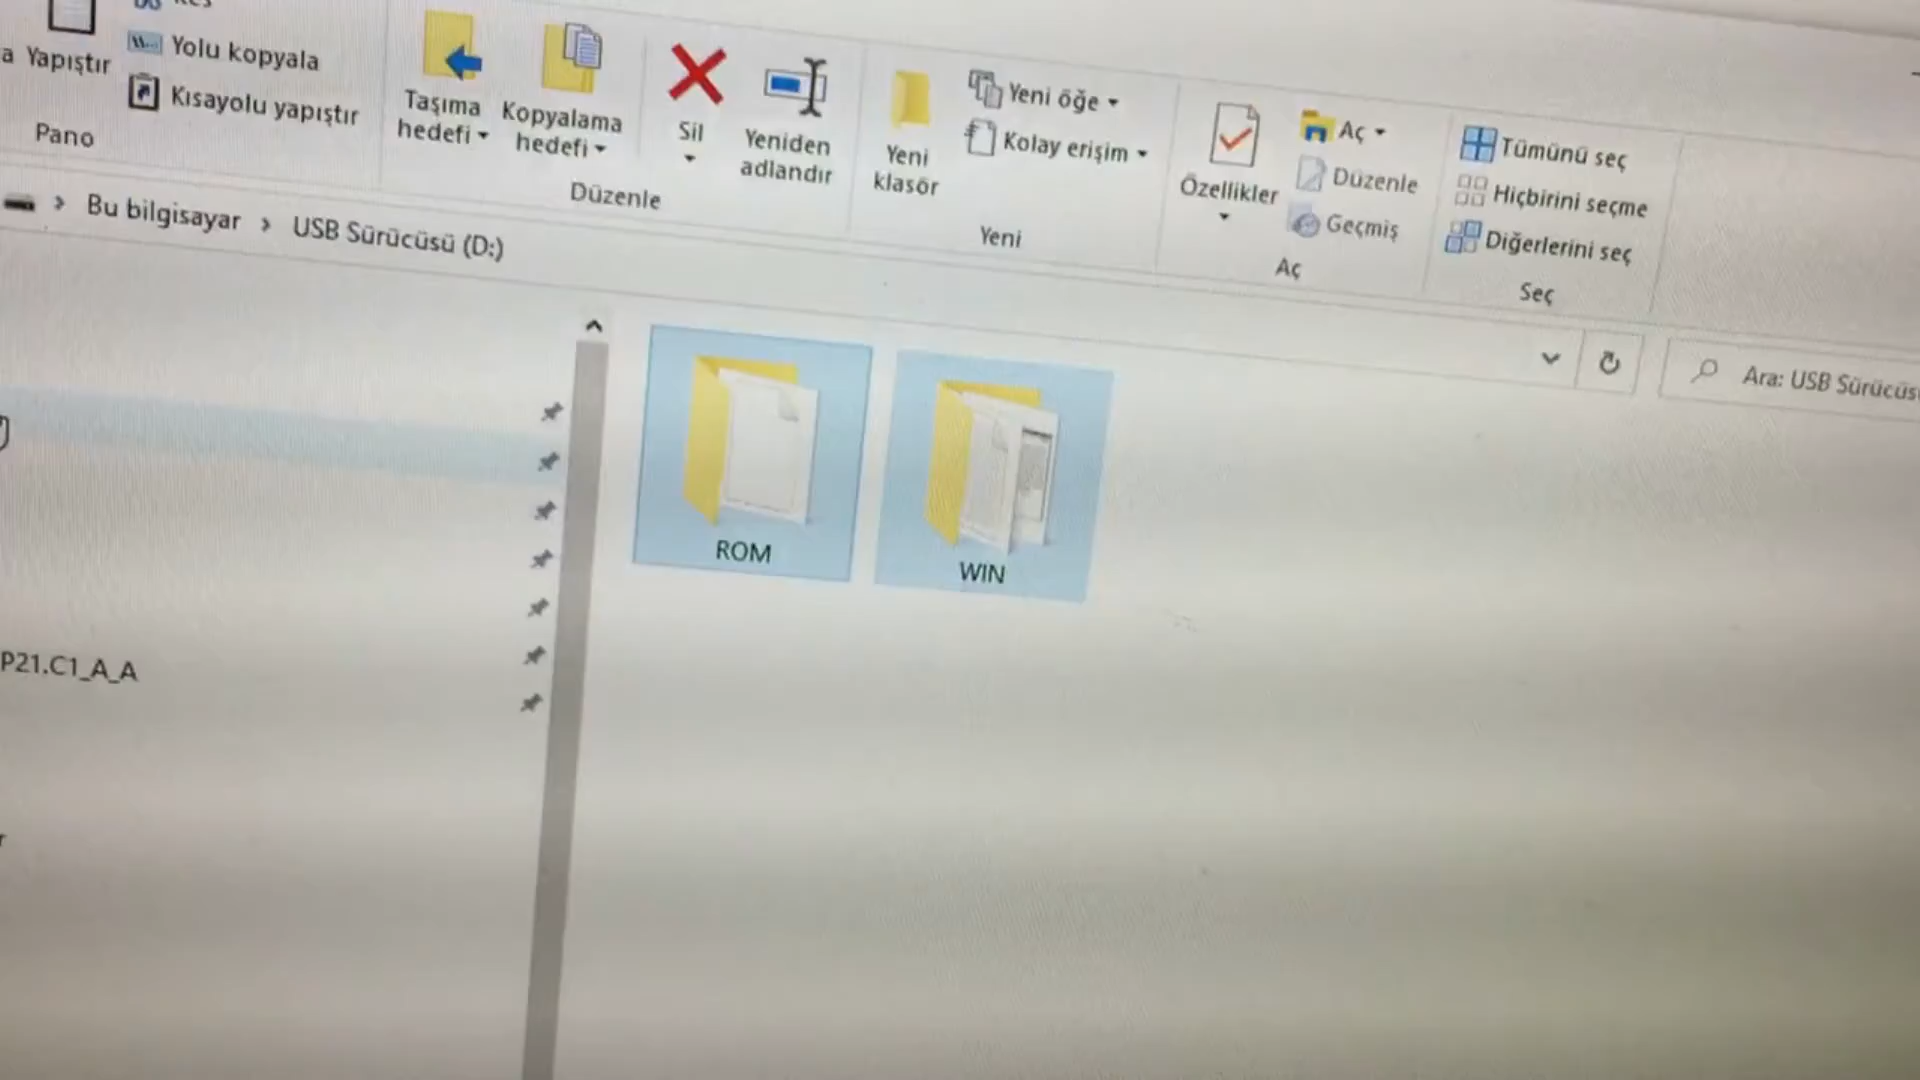 Yapıştır
Yolu kopyala
Kısayolu yapıştır
Pano
Taşıma
hedefi
Kopyalama
hedefi
Sil
Yeniden
adlandır
Düzenle
Yeni
klasör
Yeni öğe
Kolay erişim
Yeni
Özellikler
Aç
Düzenle
Geçmiş
Aç
Tümünü seç
Hiçbirini seçme
Diğerlerini seç
Seç
› Bu bilgisayar › USB Sürücüsü (D:)
Ara: USB Sürücüs
ROM
WIN
P21.C1_A_A